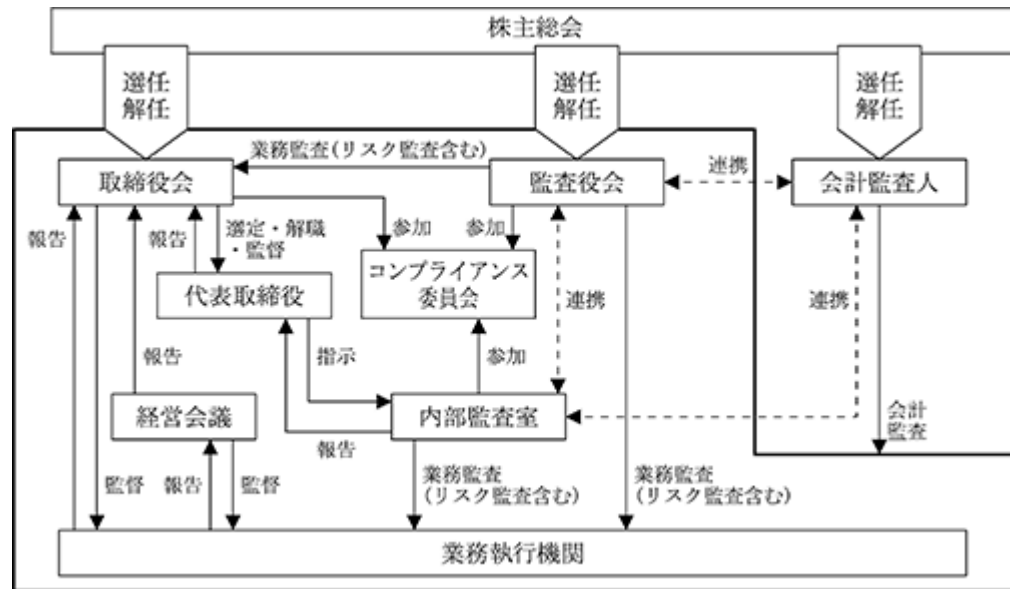 株主総会
選任
解任
選任
解任
選任
解任
業務監査(リスク監査含む)
取締役会
監査役会
連携
会計監査人
報告
報告
選定・解職
・監督
参加
参加
代表取締役
コンプライアンス
委員会
連携
連携
報告
指示
参加
経営会議
内部監査室
報告
会計
監査
監督
報告
監督
業務監査
(リスク監査含む)
業務監査
(リスク監査含む)
業務執行機関